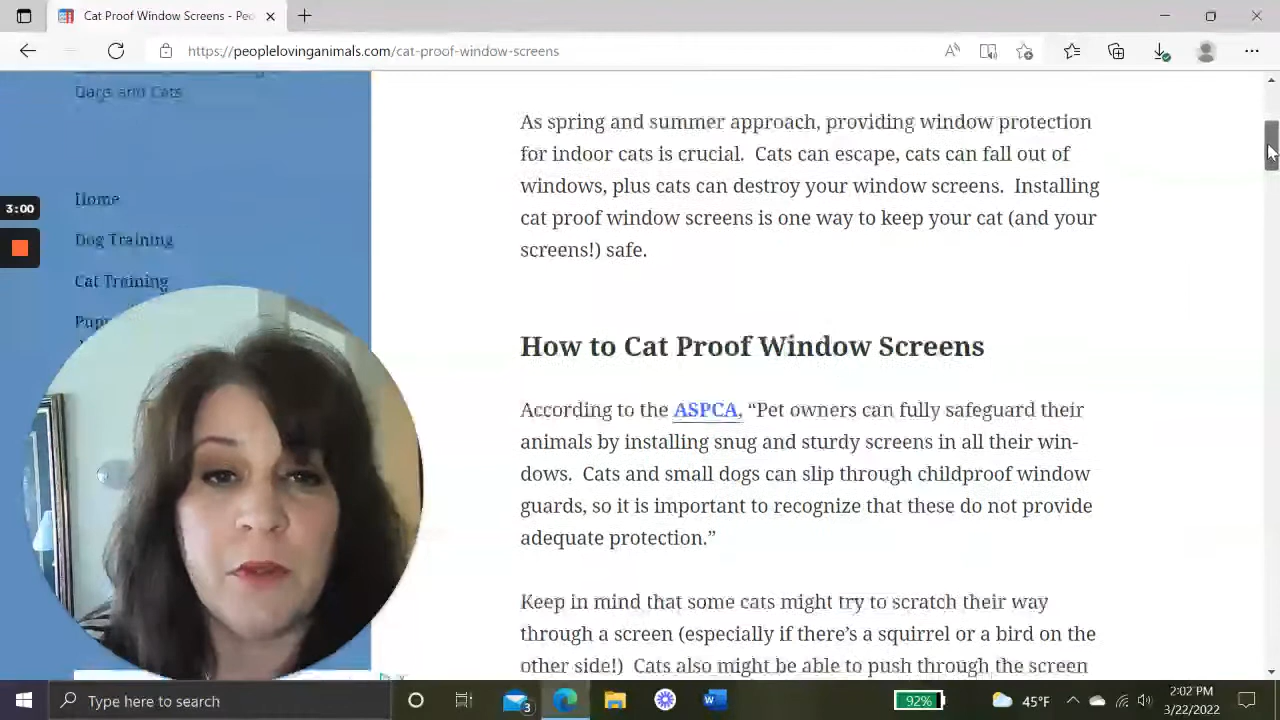 Cat Proof Window Screens - Peo
https://peoplelovinganimals.com/cat-proof-window-screens
Dogs and Cats
Home
Dog Training
Cat Training
3:00
As spring and summer approach, providing window protection
for indoor cats is crucial. Cats can escape, cats can fall out of
windows, plus cats can destroy your window screens. Installing
cat proof window screens is one way to keep your cat (and your
screens!) safe.
How to Cat Proof Window Screens
According to the ASPCA, “Pet owners can fully safeguard their
animals by installing snug and sturdy screens in all their win-
dows. Cats and small dogs can slip through childproof window
guards, so it is important to recognize that these do not provide
adequate protection.”
Keep in mind that some cats might try to scratch their way
through a screen (especially if there’s a squirrel or a bird on the
other side!) Cats also might be able to push through the screen
Type here to search
3
92%
45°F
2:02 PM
3/22/2022